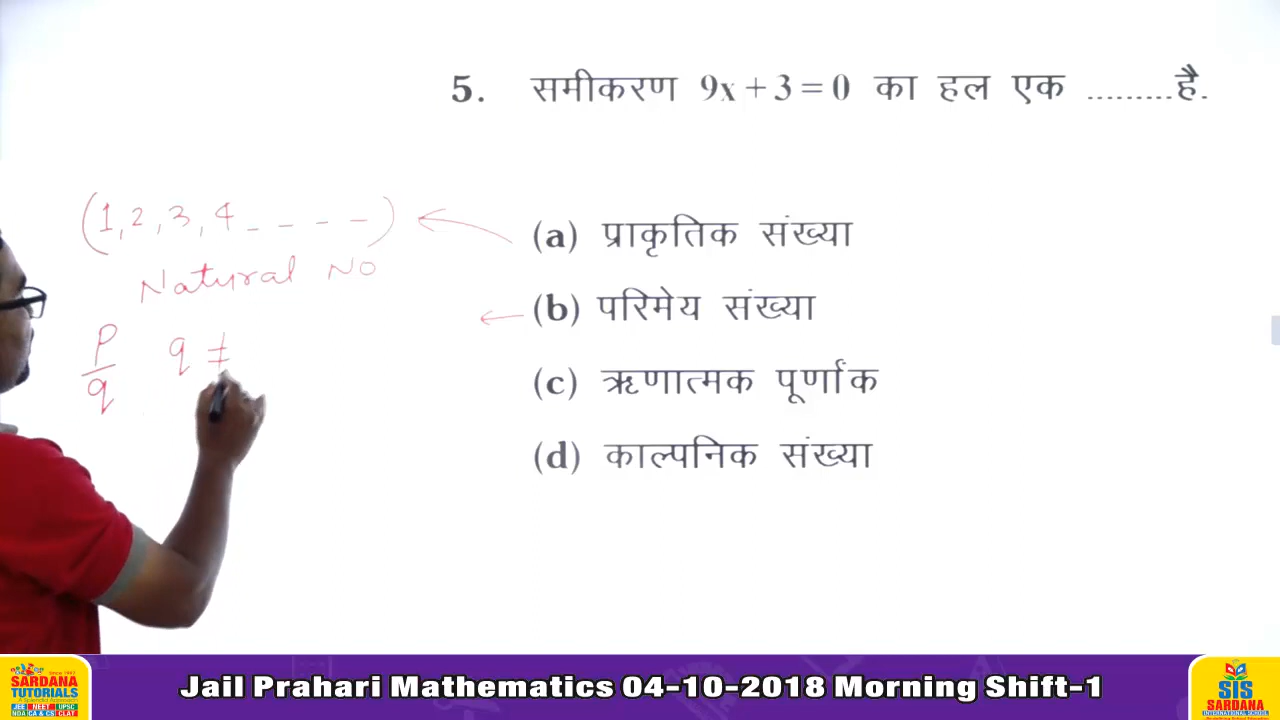 5. समीकरण 9x + 3 = 0 का हल एक .........है.
(1, 2, 3, 4 _ _ _ _)
Natural No
p/q q ≠
(a) प्राकृतिक संख्या
(b) परिमेय संख्या
(c) ऋणात्मक पूर्णांक
(d) काल्पनिक संख्या
SARDANA
TUTORIALS
JEE NEET UPSC
NDA CA & CS CLAT
Jail Prahari Mathematics 04-10-2018 Morning Shift-1
SIS
SARDANA
INTERNATIONAL SCHOOL